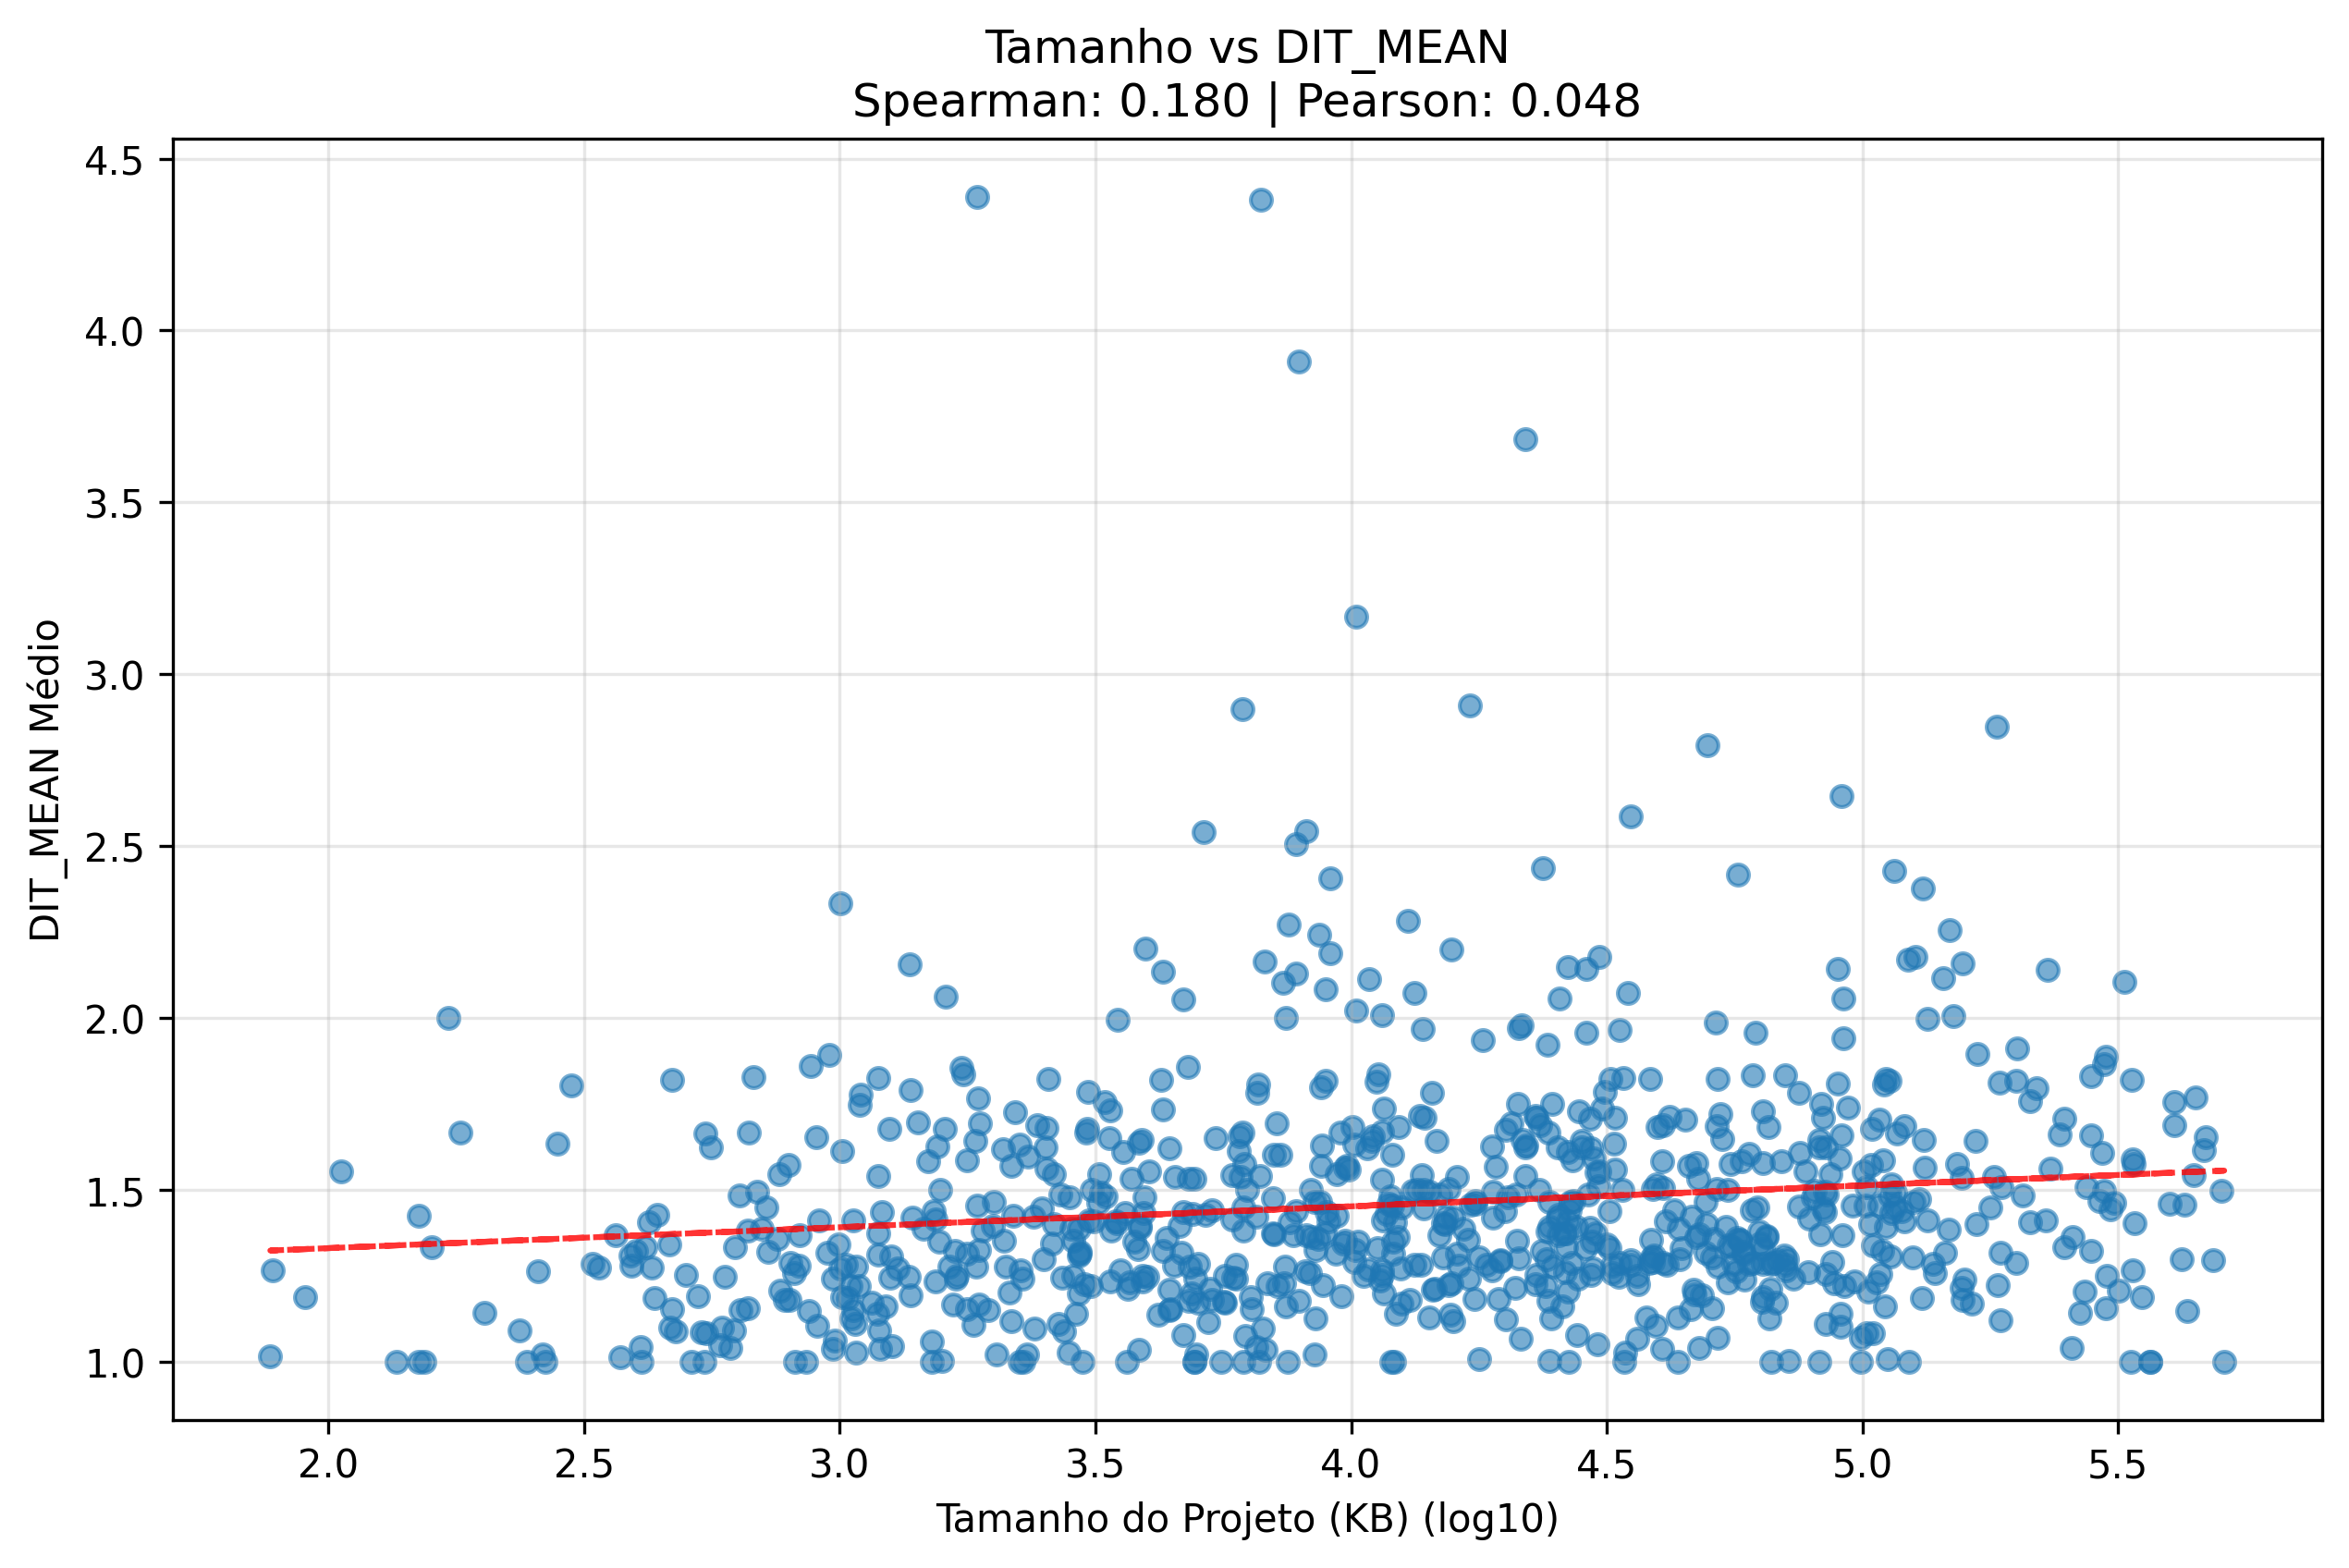 Tamanho vs DIT_MEAN
Spearman: 0.180 | Pearson: 0.048
4.5
4.0
3.5
3.0
2.5
2.0
1.5
1.0
DIT_MEAN Médio
2.0 2.5 3.0 3.5 4.0 4.5 5.0 5.5
Tamanho do Projeto (KB) (log10)